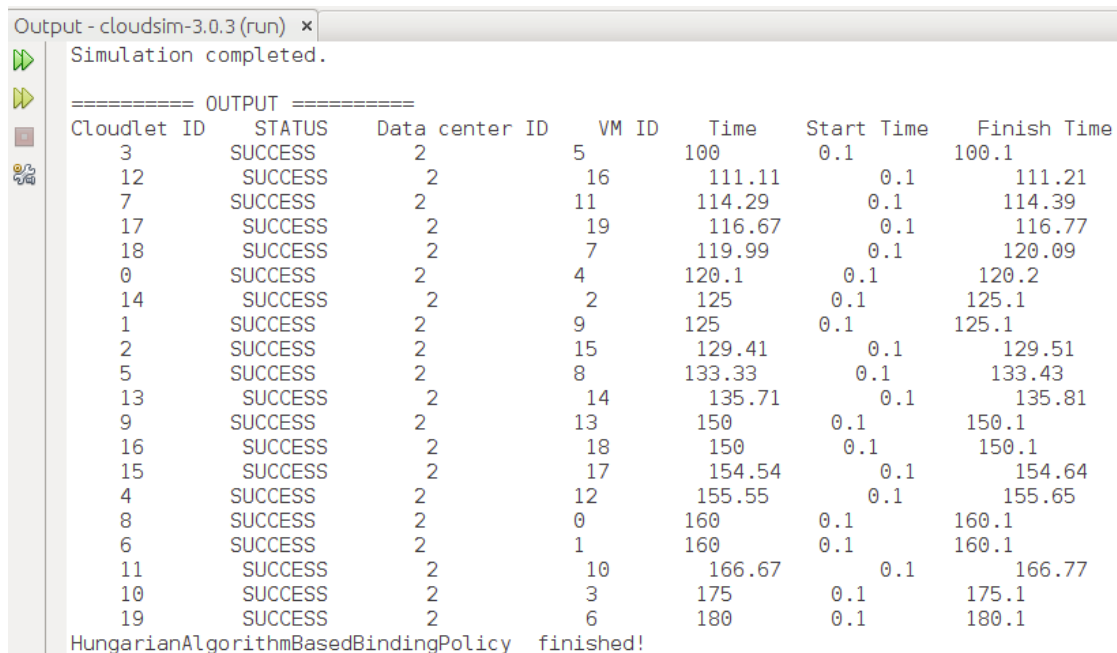 Output - cloudsim-3.0.3 (run) ×
Simulation completed.
========== OUTPUT ==========
Cloudlet ID STATUS Data center ID VM ID Time Start Time Finish Time
3 SUCCESS 2 5 100 0.1 100.1
12 SUCCESS 2 16 111.11 0.1 111.21
7 SUCCESS 2 11 114.29 0.1 114.39
17 SUCCESS 2 19 116.67 0.1 116.77
18 SUCCESS 2 7 119.99 0.1 120.09
0 SUCCESS 2 4 120.1 0.1 120.2
14 SUCCESS 2 2 125 0.1 125.1
1 SUCCESS 2 9 125 0.1 125.1
2 SUCCESS 2 15 129.41 0.1 129.51
5 SUCCESS 2 8 133.33 0.1 133.43
13 SUCCESS 2 14 135.71 0.1 135.81
9 SUCCESS 2 13 150 0.1 150.1
16 SUCCESS 2 18 150 0.1 150.1
15 SUCCESS 2 17 154.54 0.1 154.64
4 SUCCESS 2 12 155.55 0.1 155.65
8 SUCCESS 2 0 160 0.1 160.1
6 SUCCESS 2 1 160 0.1 160.1
11 SUCCESS 2 10 166.67 0.1 166.77
10 SUCCESS 2 3 175 0.1 175.1
19 SUCCESS 2 6 180 0.1 180.1
HungarianAlgorithmBasedBindingPolicy finished!